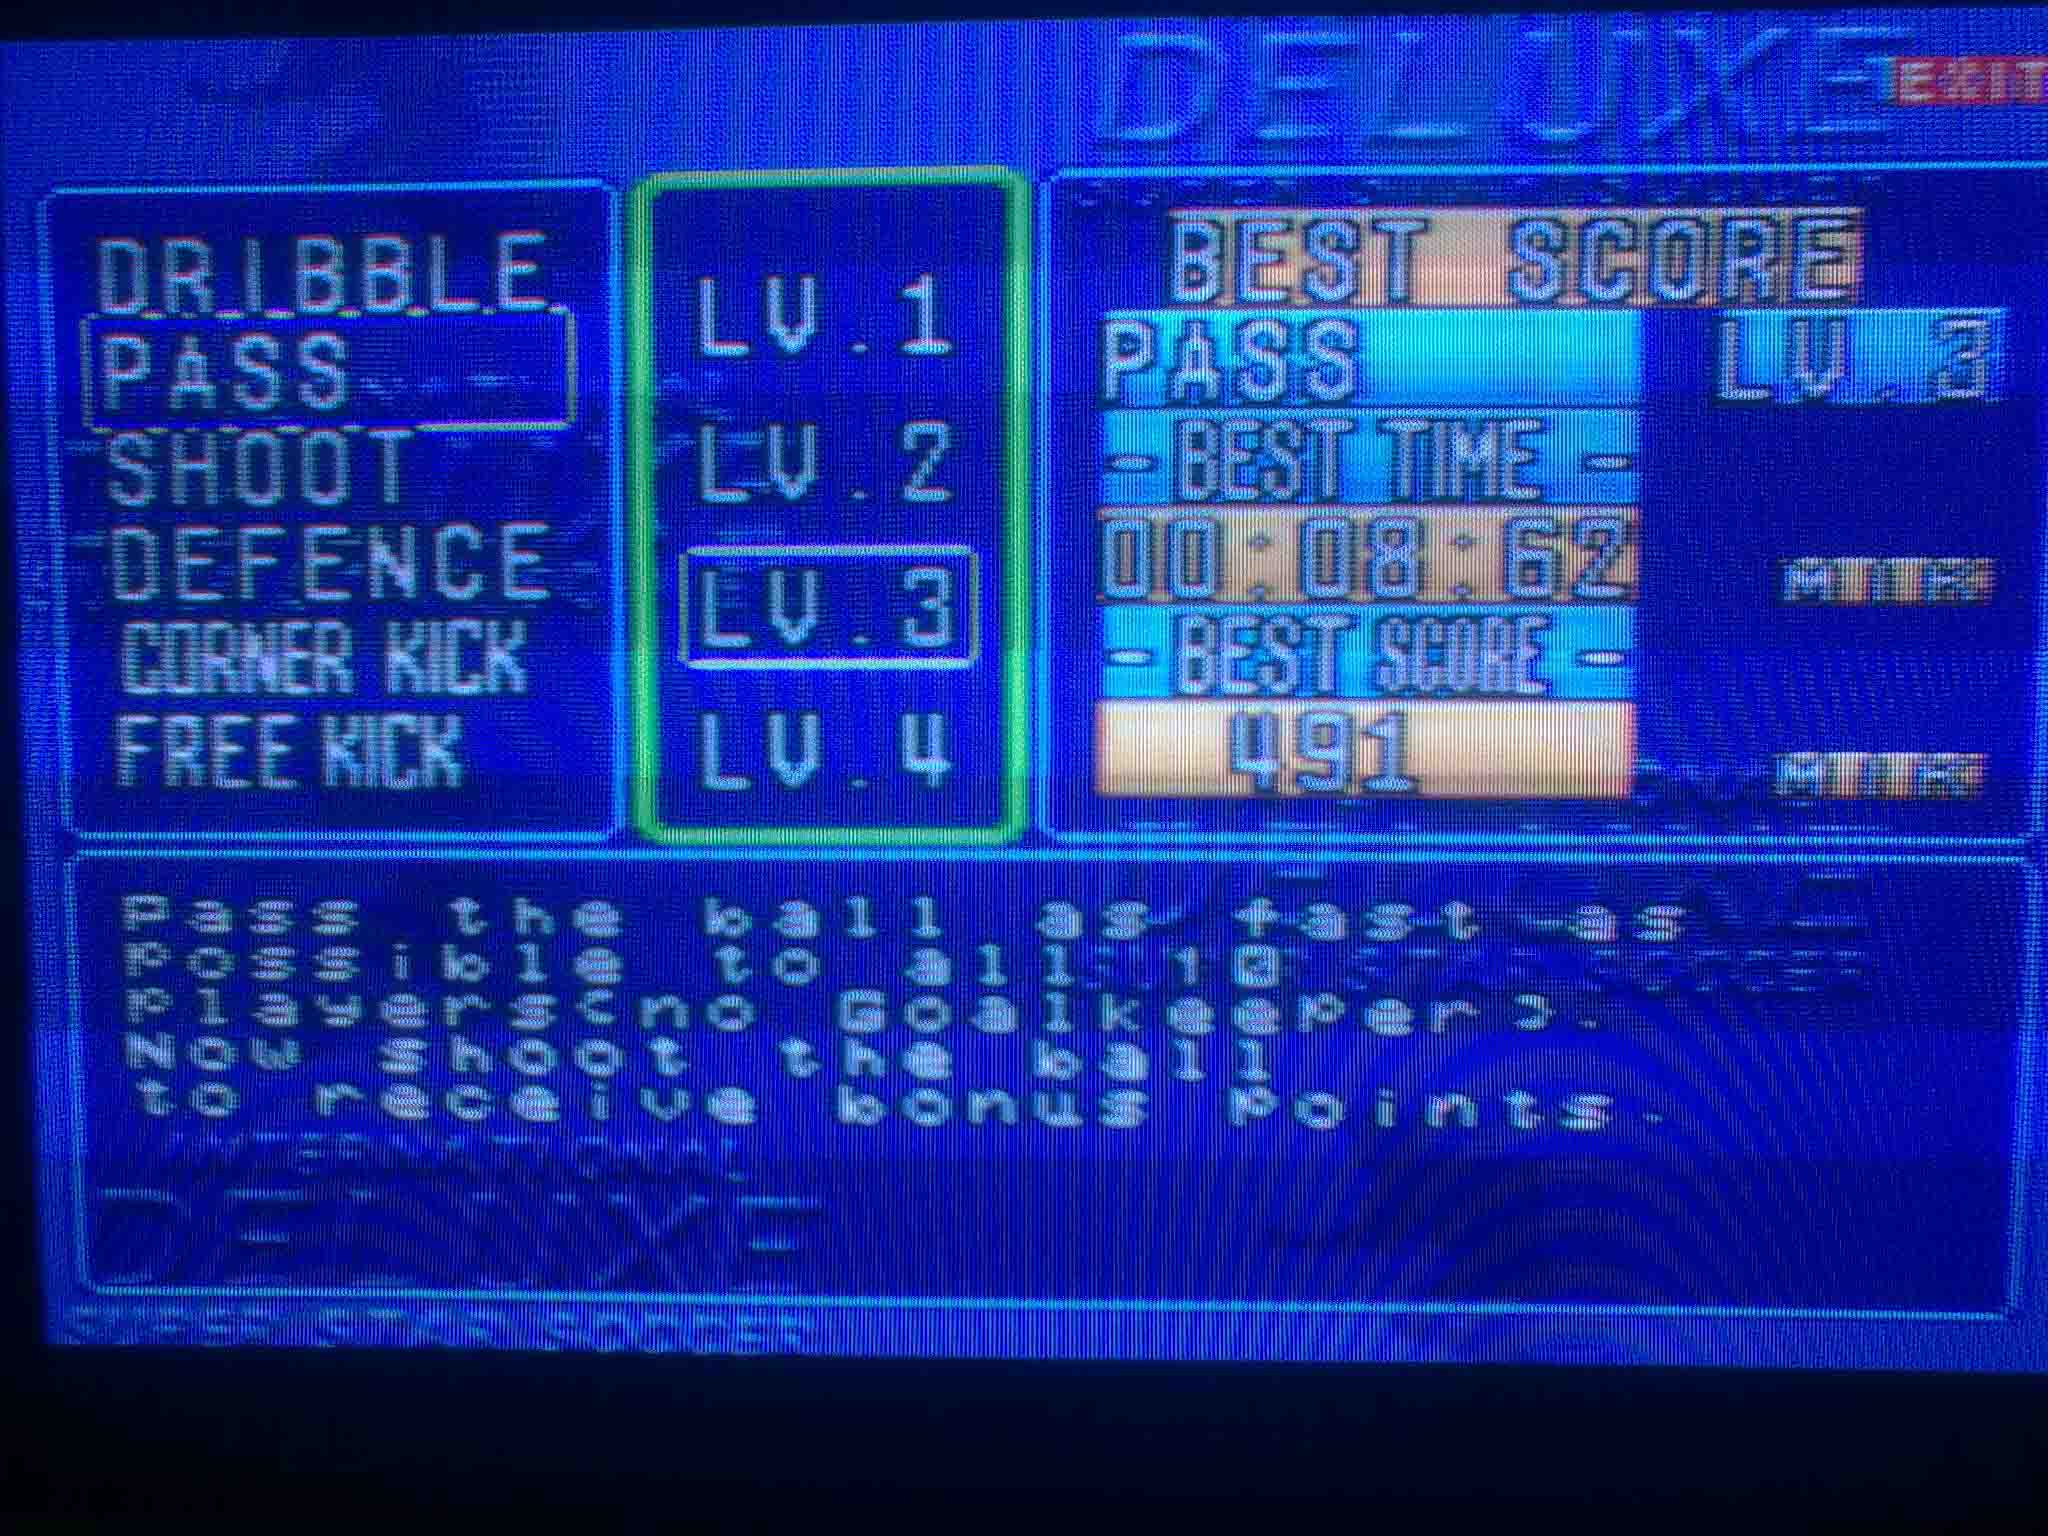 DELUXE
EXIT
DRIBBLE
PASS
SHOOT
DEFENCE
CORNER KICK
FREE KICK
LV.1
LV.2
LV.3
LV.4
BEST SCORE
PASS LV.3
- BEST TIME -
00:08:62
- BEST SCORE -
491
Pass the ball as fast as
possible to all 10
players(no Goalkeeper).
Now shoot the ball
to receive bonus points.
DELUXE
SOCCER